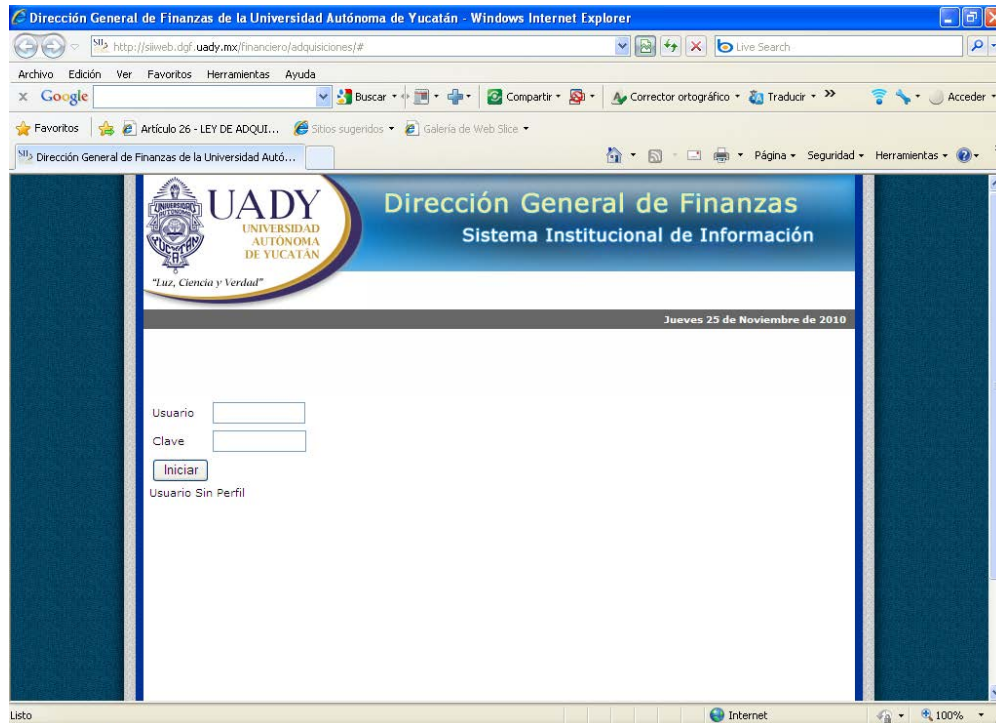 Dirección General de Finanzas de la Universidad Autónoma de Yucatán - Windows Internet Explorer
http://siiweb.dgf.uady.mx/financiero/adquisiciones/#
Live Search
Archivo Edición Ver Favoritos Herramientas Ayuda
x Google Buscar Compartir Corrector ortográfico Traducir >> Acceder
Favoritos Artículo 26 - LEY DE ADQUI... Sitios sugeridos Galería de Web Slice
Dirección General de Finanzas de la Universidad Autó... Página Seguridad Herramientas
UADY
UNIVERSIDAD
AUTÓNOMA
DE YUCATÁN
"Luz, Ciencia y Verdad"
Dirección General de Finanzas
Sistema Institucional de Información
Jueves 25 de Noviembre de 2010
Usuario
Clave
Iniciar
Usuario Sin Perfil
Listo Internet 100%